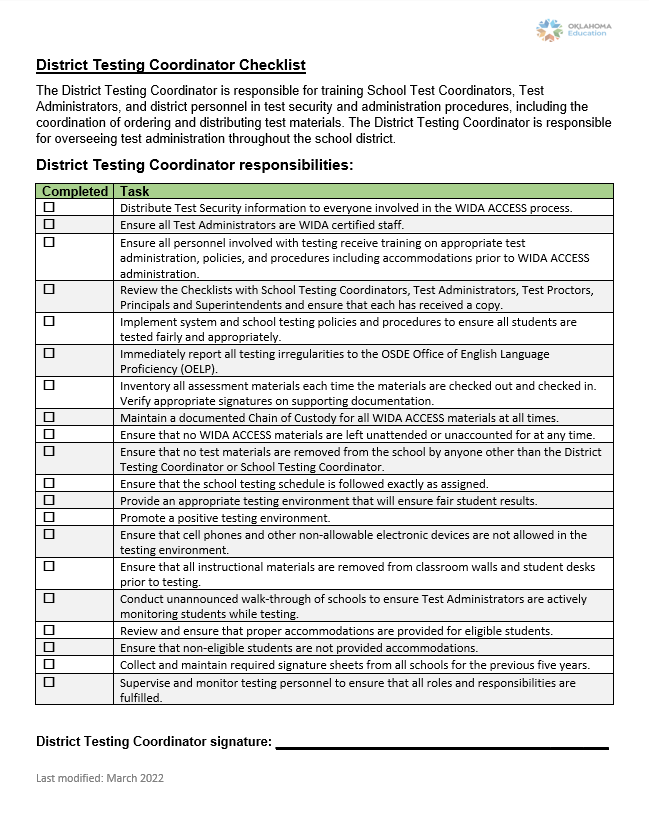 OKLAHOMA
Education
District Testing Coordinator Checklist
The District Testing Coordinator is responsible for training School Test Coordinators, Test
Administrators, and district personnel in test security and administration procedures, including the
coordination of ordering and distributing test materials. The District Testing Coordinator is responsible
for overseeing test administration throughout the school district.
District Testing Coordinator responsibilities:
Completed Task
☐ Distribute Test Security information to everyone involved in the WIDA ACCESS process.
☐ Ensure all Test Administrators are WIDA certified staff.
☐ Ensure all personnel involved with testing receive training on appropriate test
administration, policies, and procedures including accommodations prior to WIDA ACCESS
administration.
☐ Review the Checklists with School Testing Coordinators, Test Administrators, Test Proctors,
Principals and Superintendents and ensure that each has received a copy.
☐ Implement system and school testing policies and procedures to ensure all students are
tested fairly and appropriately.
☐ Immediately report all testing irregularities to the OSDE Office of English Language
Proficiency (OELP).
☐ Inventory all assessment materials each time the materials are checked out and checked in.
Verify appropriate signatures on supporting documentation.
☐ Maintain a documented Chain of Custody for all WIDA ACCESS materials at all times.
☐ Ensure that no WIDA ACCESS materials are left unattended or unaccounted for at any time.
☐ Ensure that no test materials are removed from the school by anyone other than the District
Testing Coordinator or School Testing Coordinator.
☐ Ensure that the school testing schedule is followed exactly as assigned.
☐ Provide an appropriate testing environment that will ensure fair student results.
☐ Promote a positive testing environment.
☐ Ensure that cell phones and other non-allowable electronic devices are not allowed in the
testing environment.
☐ Ensure that all instructional materials are removed from classroom walls and student desks
prior to testing.
☐ Conduct unannounced walk-through of schools to ensure Test Administrators are actively
monitoring students while testing.
☐ Review and ensure that proper accommodations are provided for eligible students.
☐ Ensure that non-eligible students are not provided accommodations.
☐ Collect and maintain required signature sheets from all schools for the previous five years.
☐ Supervise and monitor testing personnel to ensure that all roles and responsibilities are
fulfilled.
District Testing Coordinator signature:
Last modified: March 2022